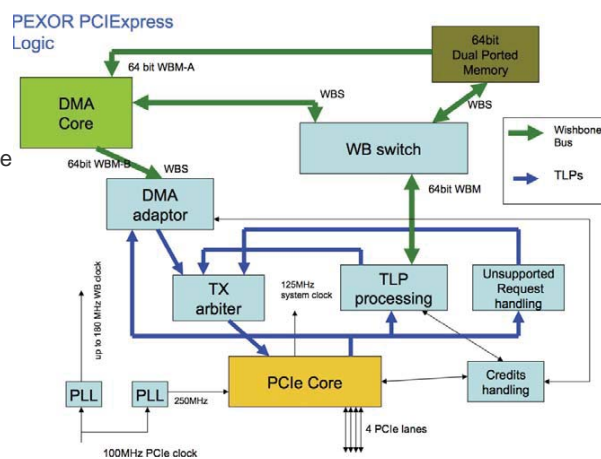 PEXOR PCIExpress
Logic
64bit
Dual Ported
Memory
64 bit WBM-A
DMA
Core
WBS
WBS
WB switch
Wishbone
Bus
TLPs
e
64bit WBM-B
WBS
64bit WBM
DMA
adaptor
TX
arbiter
125MHz
system clock
TLP
processing
Unsupported
Request
handling
up to 180 MHz WB clock
PCIe Core
Credits
handling
PLL
PLL
250MHz
4 PCIe lanes
100MHz PCIe clock